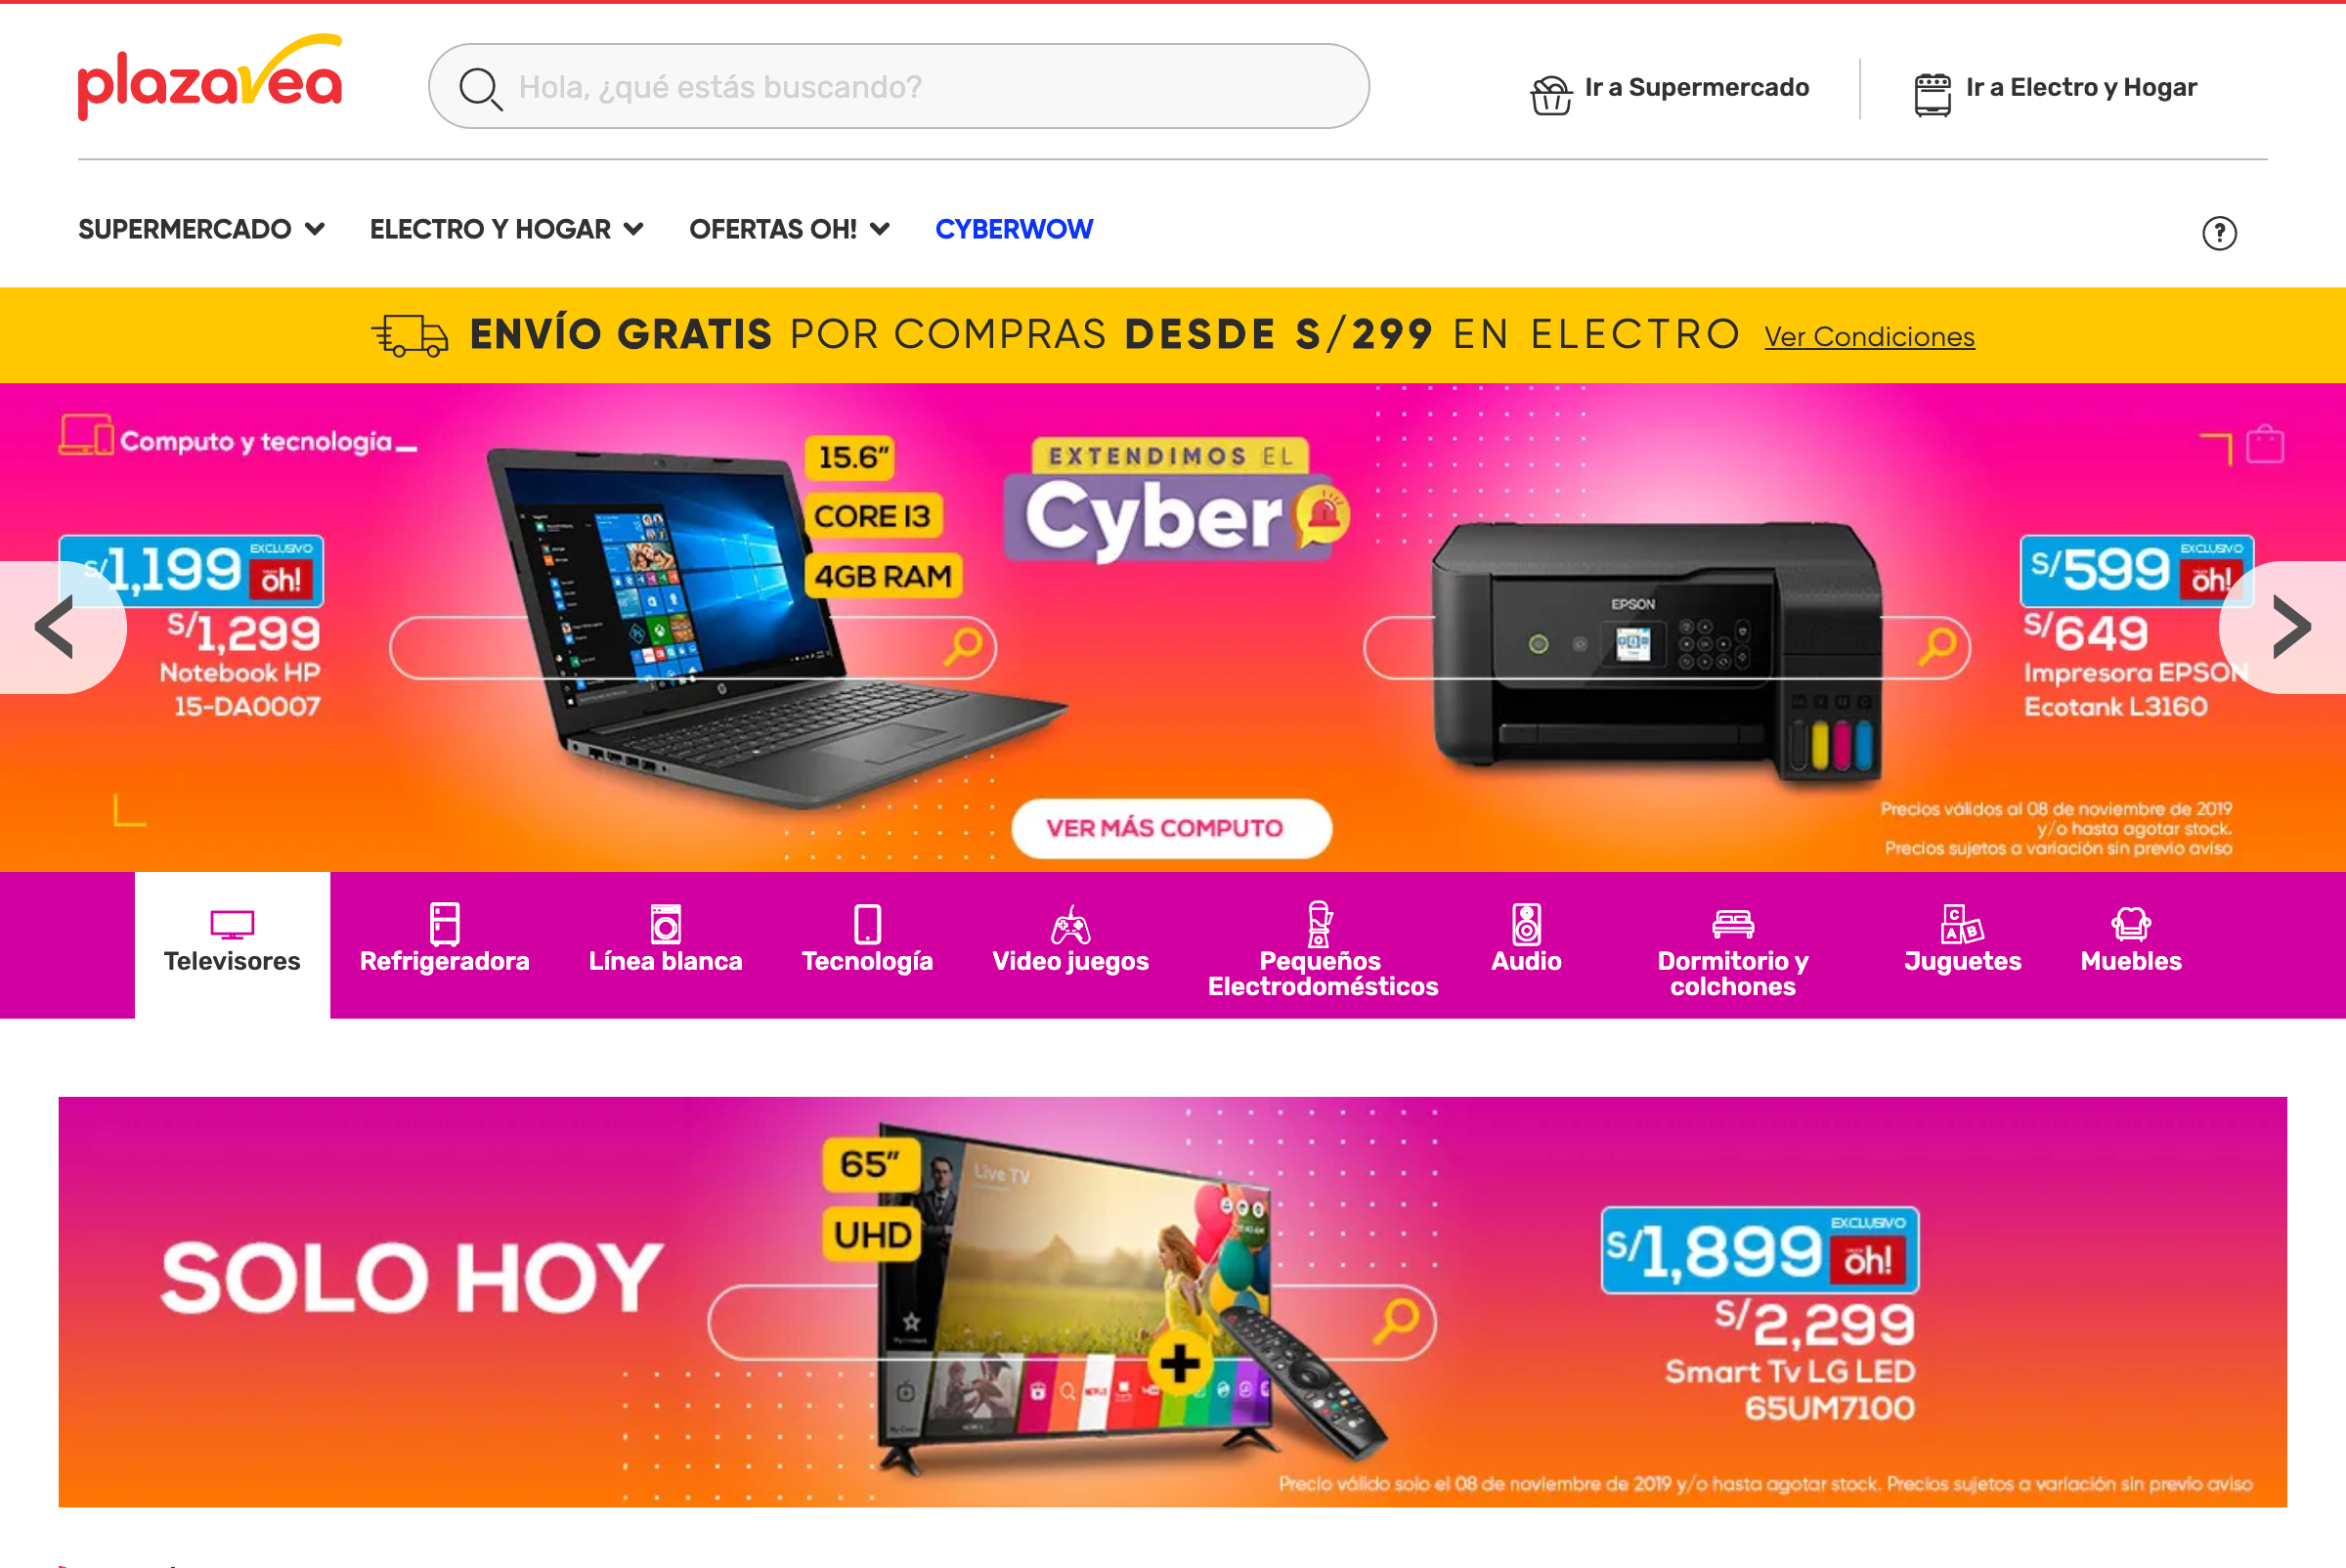 plazavea
Hola, ¿qué estás buscando?
Ir a Supermercado
Ir a Electro y Hogar
SUPERMERCADO
ELECTRO Y HOGAR
OFERTAS OH!
CYBERWOW
?
ENVÍO GRATIS POR COMPRAS DESDE S/299 EN ELECTRO Ver Condiciones
Computo y tecnología_
S/1,199 EXCLUSIVO oh!
S/1,299
Notebook HP
15-DA0007
15.6”
CORE I3
4GB RAM
EXTENDIMOS EL
Cyber
EPSON
S/599 EXCLUSIVO oh!
S/649
Impresora EPSON
Ecotank L3160
VER MÁS COMPUTO
Precios válidos al 08 de noviembre de 2019
y/o hasta agotar stock.
Precios sujetos a variación sin previo aviso
Televisores
Refrigeradora
Línea blanca
Tecnología
Video juegos
Pequeños
Electrodomésticos
Audio
Dormitorio y
colchones
Juguetes
Muebles
SOLO HOY
65”
UHD
Live TV
S/1,899 EXCLUSIVO oh!
S/2,299
Smart Tv LG LED
65UM7100
Precio válido solo el 08 de noviembre de 2019 y/o hasta agotar stock. Precios sujetos a variación sin previo aviso